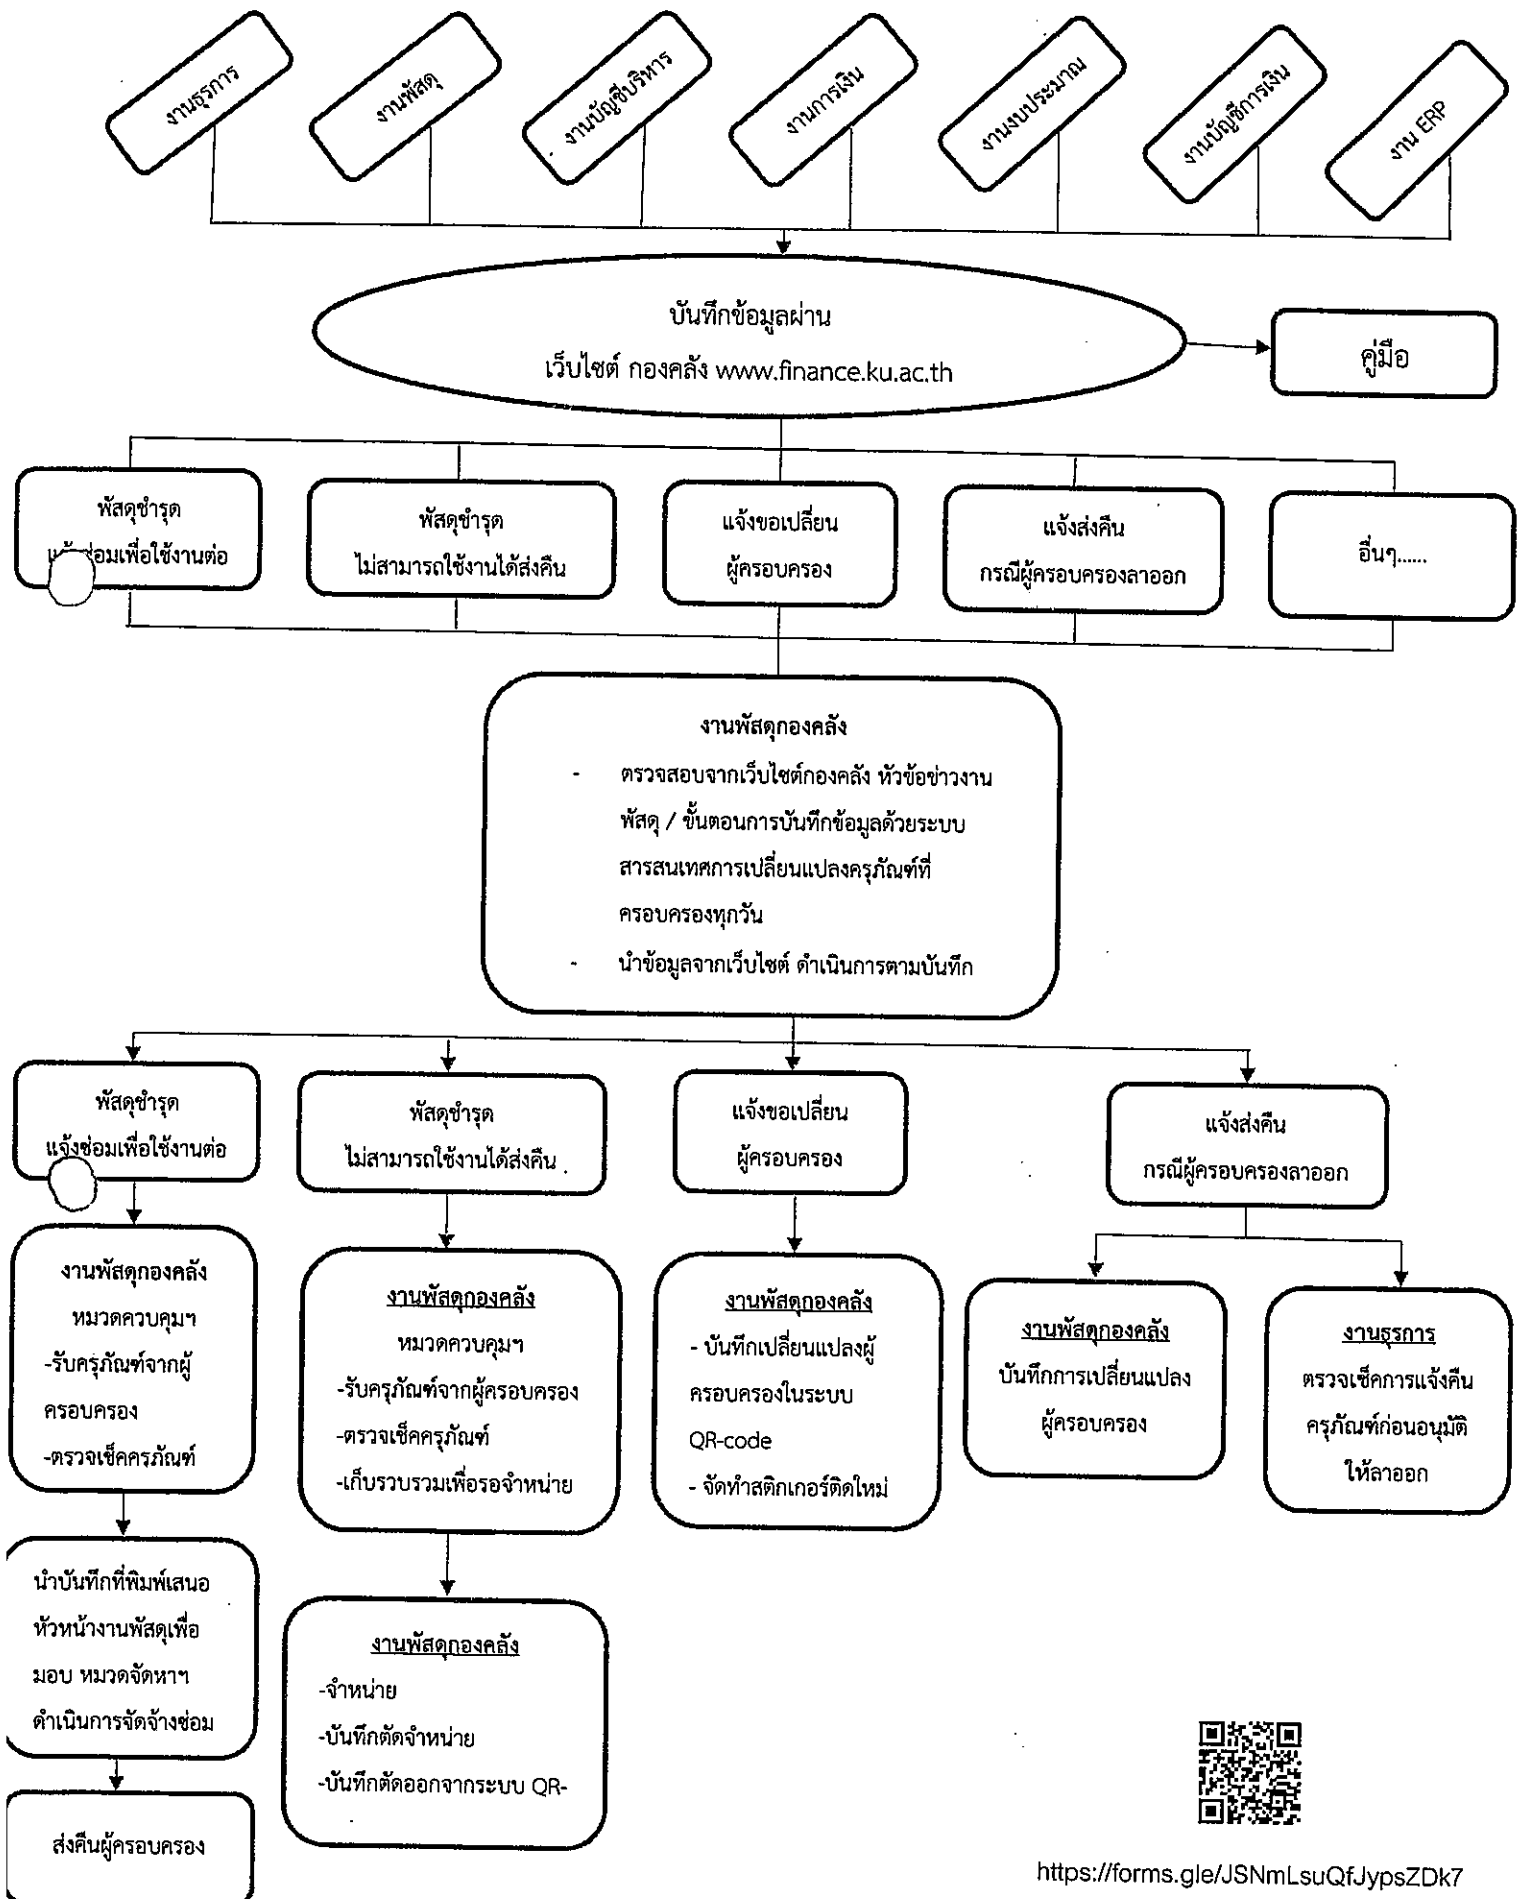 งานธุรการ
งานพัสดุ
งานบัญชีบริหาร
งานการเงิน
งานงบประมาณ
งานบัญชีการเงิน
งาน ERP
บันทึกข้อมูลผ่าน
เว็บไซต์ กองคลัง www.finance.ku.ac.th
คู่มือ
พัสดุชำรุด
แจ้งซ่อมเพื่อใช้งานต่อ
พัสดุชำรุด
ไม่สามารถใช้งานได้ส่งคืน
แจ้งขอเปลี่ยน
ผู้ครอบครอง
แจ้งส่งคืน
กรณีผู้ครอบครองลาออก
อื่นๆ......
งานพัสดุกองคลัง
- ตรวจสอบจากเว็บไซต์กองคลัง หัวข้อข่าวงาน
พัสดุ / ขั้นตอนการบันทึกข้อมูลด้วยระบบ
สารสนเทศการเปลี่ยนแปลงครุภัณฑ์ที่
ครอบครองทุกวัน
- นำข้อมูลจากเว็บไซต์ ดำเนินการตามบันทึก
พัสดุชำรุด
แจ้งซ่อมเพื่อใช้งานต่อ
พัสดุชำรุด
ไม่สามารถใช้งานได้ส่งคืน
แจ้งขอเปลี่ยน
ผู้ครอบครอง
แจ้งส่งคืน
กรณีผู้ครอบครองลาออก
งานพัสดุกองคลัง
หมวดควบคุมฯ
-รับครุภัณฑ์จากผู้
ครอบครอง
-ตรวจเช็คครุภัณฑ์
งานพัสดุกองคลัง
หมวดควบคุมฯ
-รับครุภัณฑ์จากผู้ครอบครอง
-ตรวจเช็คครุภัณฑ์
-เก็บรวบรวมเพื่อรอจำหน่าย
งานพัสดุกองคลัง
- บันทึกเปลี่ยนแปลงผู้
ครอบครองในระบบ
QR-code
- จัดทำสติกเกอร์ติดใหม่
งานพัสดุกองคลัง
บันทึกการเปลี่ยนแปลง
ผู้ครอบครอง
งานธุรการ
ตรวจเช็คการแจ้งคืน
ครุภัณฑ์ก่อนอนุมัติ
ให้ลาออก
นำบันทึกที่พิมพ์เสนอ
หัวหน้างานพัสดุเพื่อ
มอบ หมวดจัดหาฯ
ดำเนินการจัดจ้างซ่อม
งานพัสดุกองคลัง
-จำหน่าย
-บันทึกตัดจำหน่าย
-บันทึกตัดออกจากระบบ QR-
ส่งคืนผู้ครอบครอง
https://forms.gle/JSNmLsuQfJypsZDk7